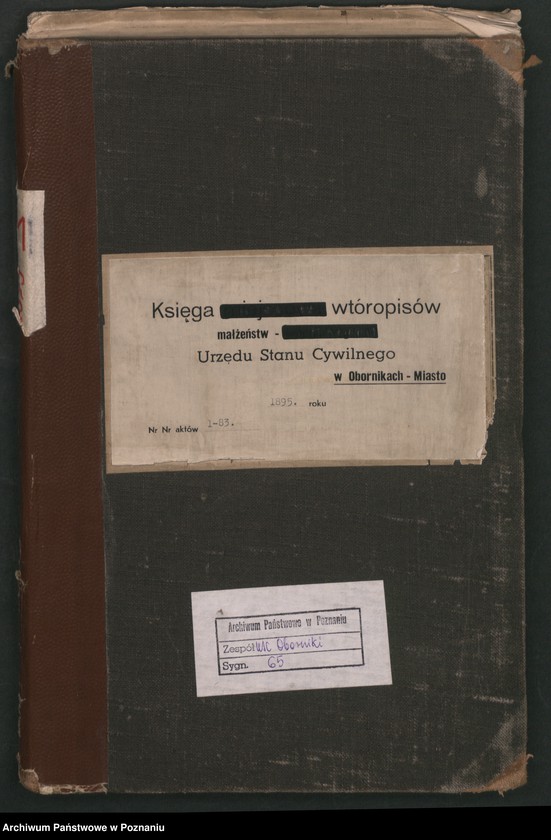 Księga wtóropisów
małżeństw -
Urzędu Stanu Cywilnego
w Obornikach - Miasto
1895. roku
Nr Nr aktów 1-83.
Archiwum Państwowe w Poznaniu
Zespół USC Oborniki
Sygn. 65
Archiwum Państwowe w Poznaniu